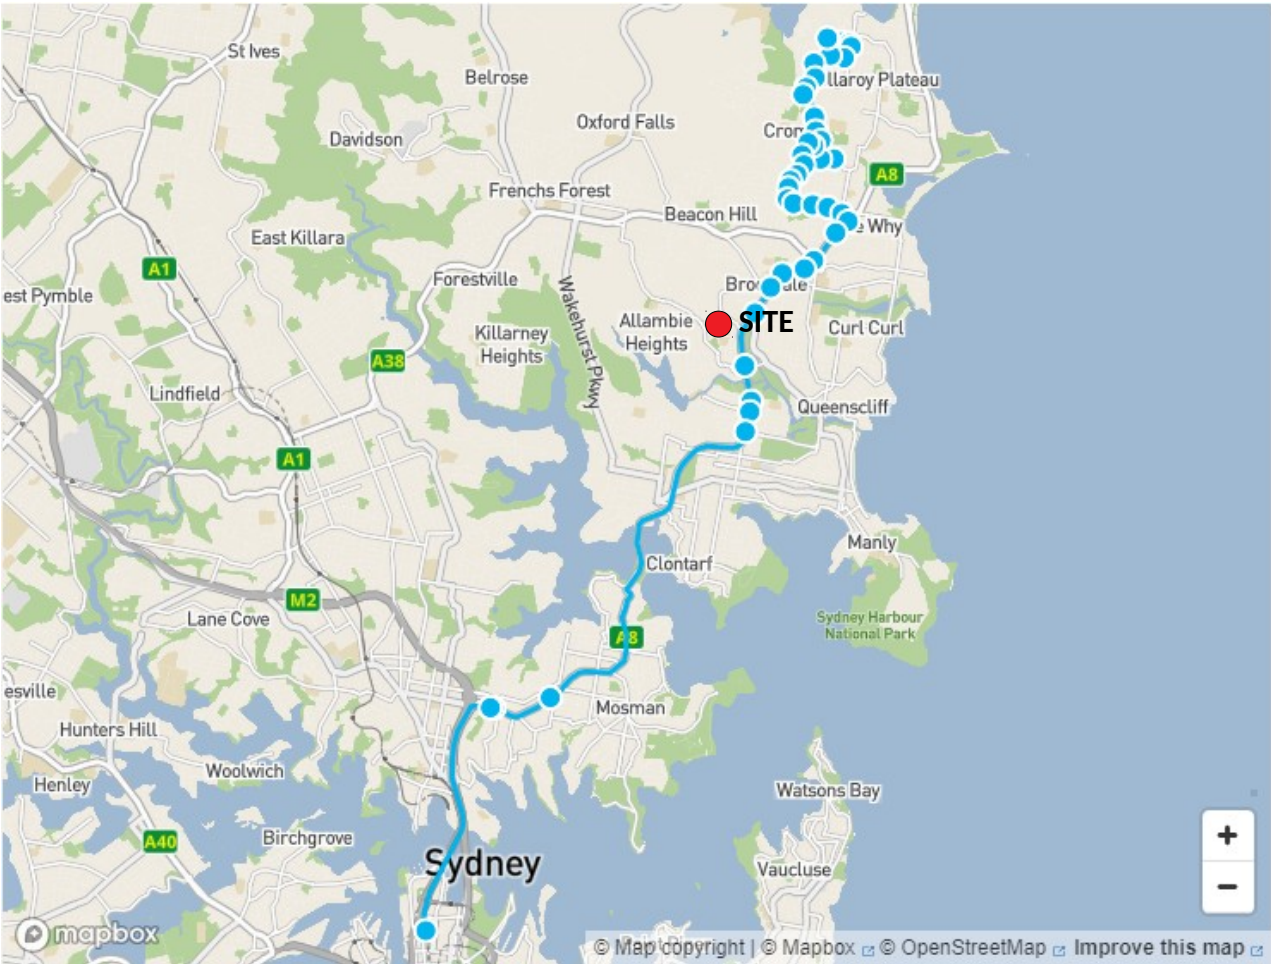 St Ives
Belrose
llaroy Plateau
Oxford Falls
Davidson
Crom
A8
Frenchs Forest
Beacon Hill
e Why
East Killara
A1
Forestville
Broo
ale
est Pymble
Wakehurst Pkwy
Allambie
Heights
SITE
Killarney
Heights
Curl Curl
A38
Lindfield
Queenscliff
A1
Manly
Clontarf
M2
Lane Cove
Sydney Harbour
National Park
A8
esville
Mosman
Hunters Hill
Woolwich
Henley
Watsons Bay
A40
Birchgrove
Sydney
Vaucluse
+
−
mapbox
© Map copyright | © Mapbox © OpenStreetMap Improve this map